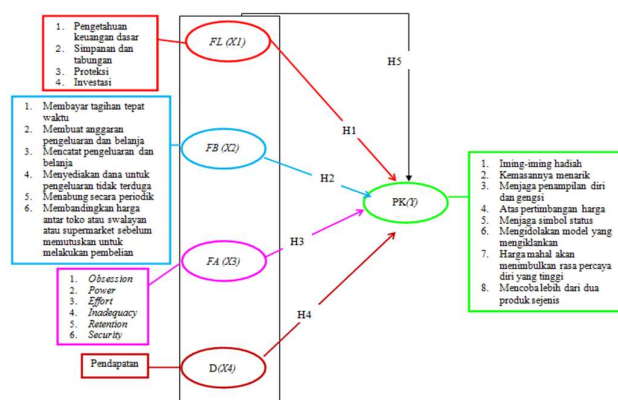 1. Pengetahuan
keuangan dasar
2. Simpanan dan
tabungan
3. Proteksi
4. Investasi
FL (X1)
H5
H1
1. Membayar tagihan tepat
waktu
2. Membuat anggaran
pengeluran dan belanja
3. Mencatat pengeluran dan
belanja
4. Menyediakan dana untuk
pengeluran tidak terduga
5. Menabung secara periodik
6. Membandingkan harga
antar toko atau swalayan
atau supermarket sebelum
memutuskan untuk
melakukan pembelian
FB (X2)
H2
PK(Y)
1. Iming-iming hadiah
2. Kemasannya menarik
3. Menjaga penampilan diri
dan gengsi
4. Atas pertimbangan harga
5. Menjaga simbol status
6. Mengidolakan model yang
mengiklankan
7. Harga mahal akan
menimbulkan rasa percaya
diri yang tinggi
8. Mencoba lebih dari dua
produk sejenis
H3
FA (X3)
1. Obsession
2. Power
3. Effort
4. Inadequacy
5. Retention
6. Security
H4
Pendapatan
D(X4)